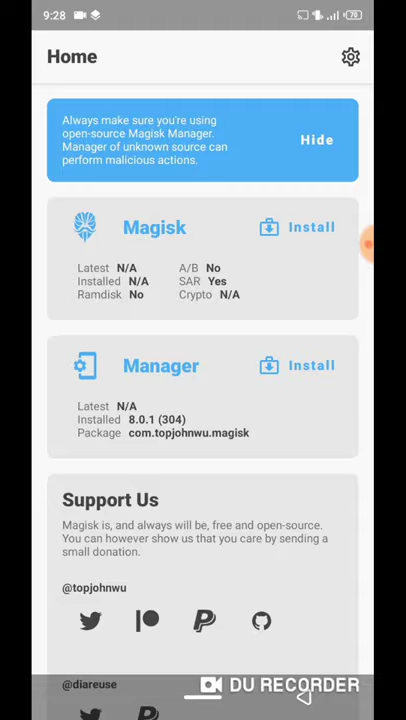 9:28
70
Home
Always make sure you're using
open-source Magisk Manager.
Manager of unknown source can
perform malicious actions.
Hide
Magisk
Install
Latest N/A
A/B No
Installed N/A
SAR Yes
Ramdisk No
Crypto N/A
Manager
Install
Latest N/A
Installed 8.0.1 (304)
Package com.topjohnwu.magisk
Support Us
Magisk is, and always will be, free and open-source.
You can however show us that you care by sending a
small donation.
@topjohnwu
@diareuse
DU RECORDER